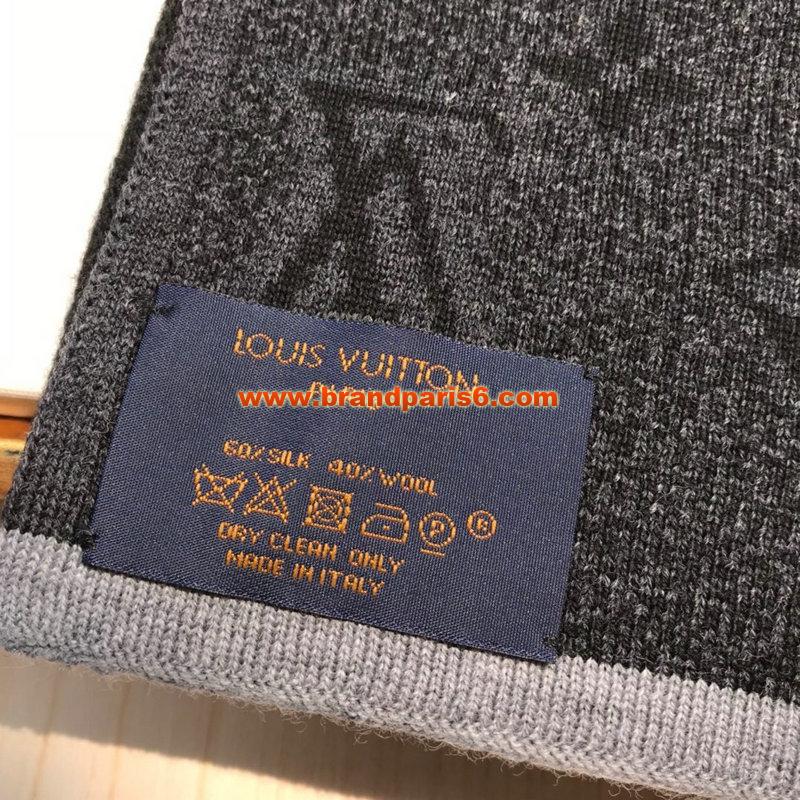 LOUIS VUITTON
www.brandparis6.com
60% SILK 40% WOOL
P ®
DRY CLEAN ONLY
MADE IN ITALY